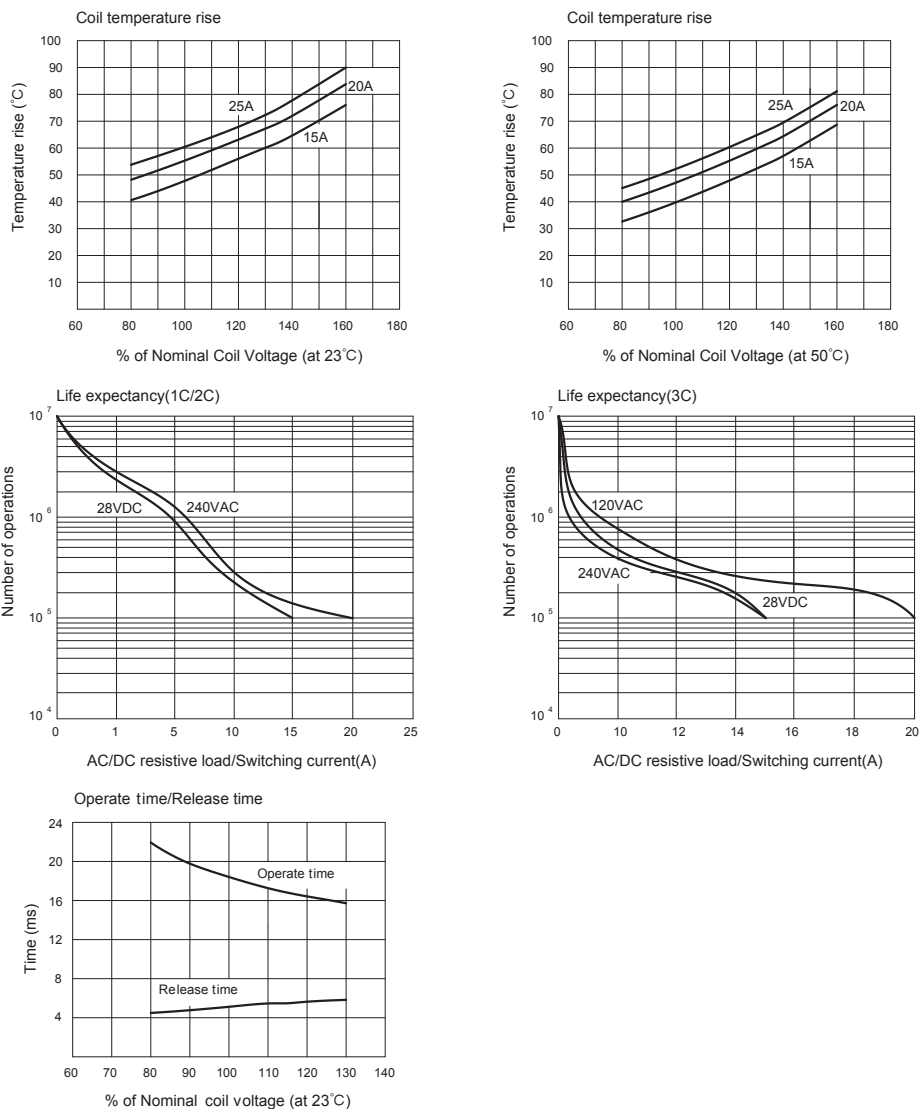 Coil temperature rise
100
90
80
70
60
50
40
30
20
10
Temperature rise (°C)
25A
20A
15A
60 80 100 120 140 160 180
% of Nominal Coil Voltage (at 23°C)
Coil temperature rise
100
90
80
70
60
50
40
30
20
10
Temperature rise (°C)
25A
20A
15A
60 80 100 120 140 160 180
% of Nominal Coil Voltage (at 50°C)
Life expectancy(1C/2C)
10 7
10 6
10 5
10 4
Number of operations
28VDC
240VAC
0 1 5 10 15 20 25
AC/DC resistive load/Switching current(A)
Life expectancy(3C)
10 7
10 6
10 5
10 4
Number of operations
120VAC
240VAC
28VDC
0 10 12 14 16 18 20
AC/DC resistive load/Switching current(A)
Operate time/Release time
24
20
16
12
8
4
Time (ms)
Operate time
Release time
60 70 80 90 100 110 120 130 140
% of Nominal coil voltage (at 23°C)